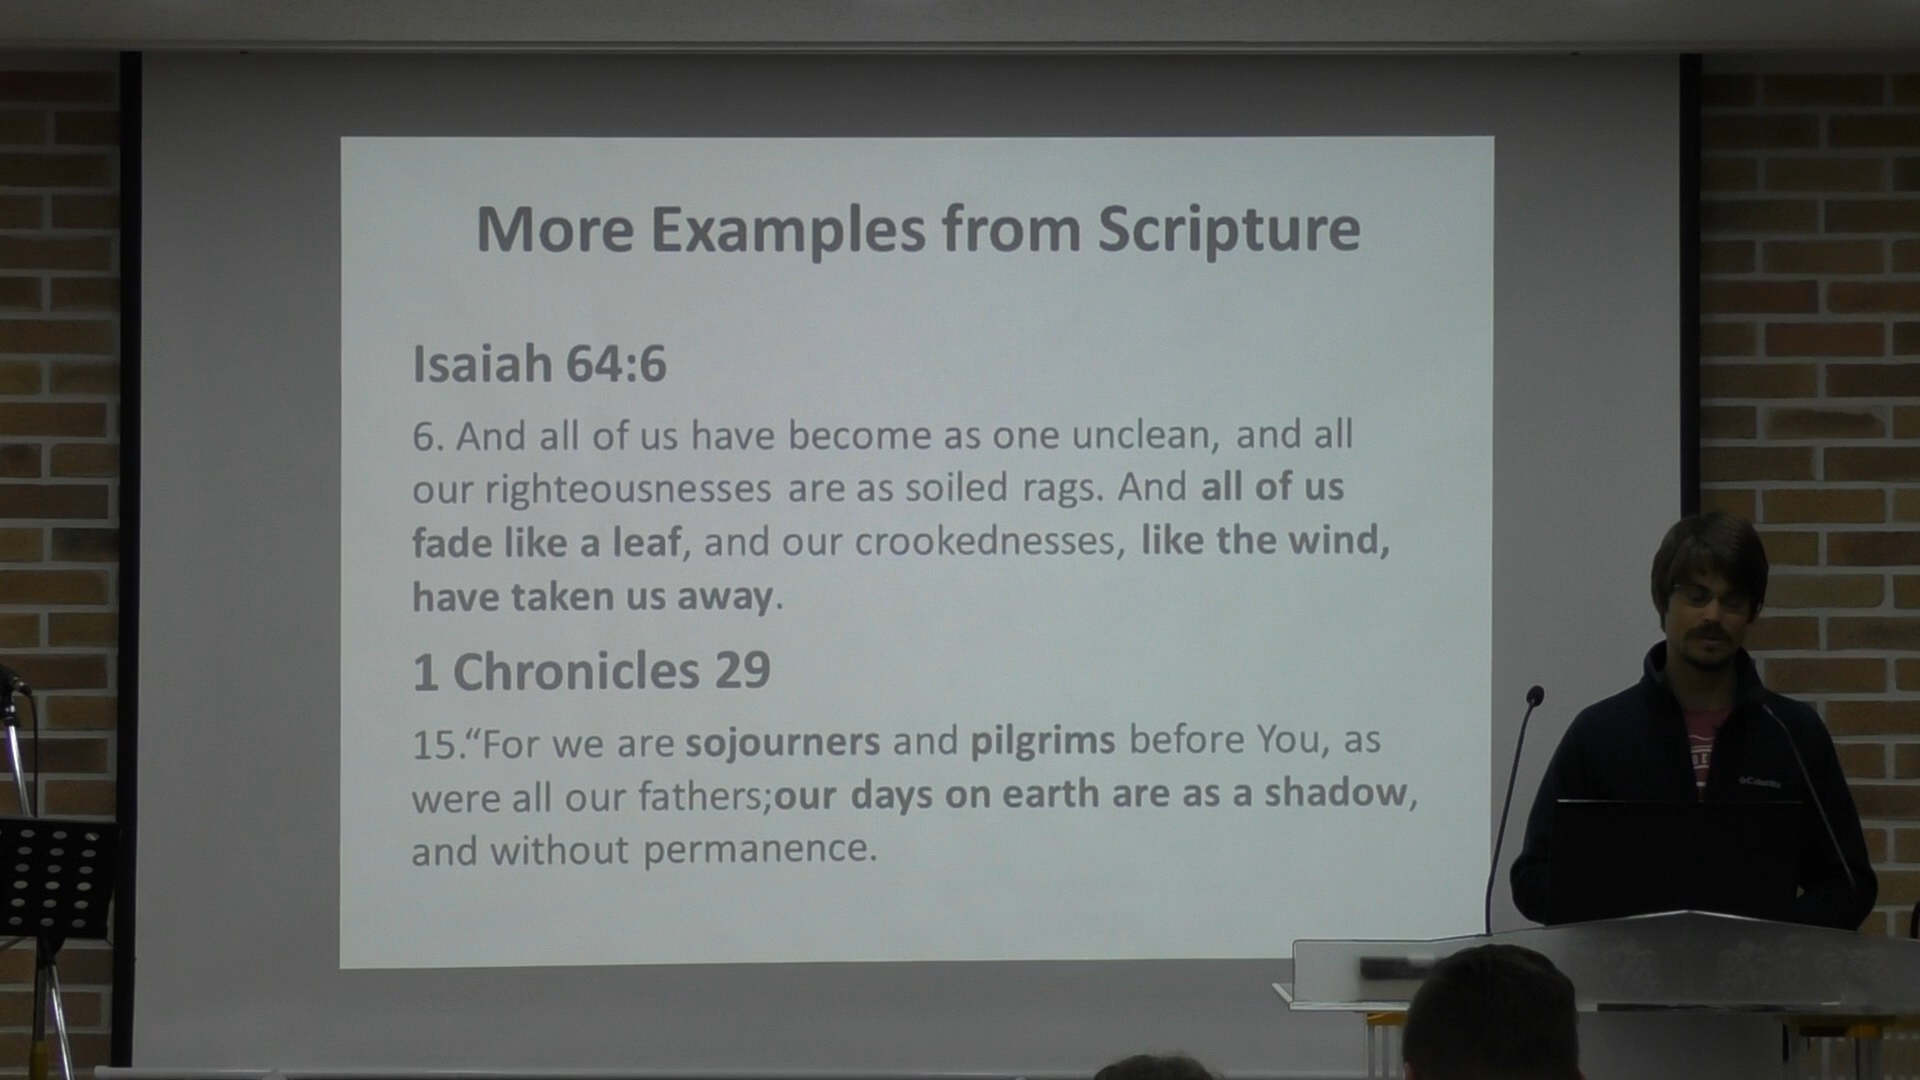 More Examples from Scripture
Isaiah 64:6
6. And all of us have become as one unclean, and all
our righteousnesses are as soiled rags. And all of us
fade like a leaf, and our crookednesses, like the wind,
have taken us away.
1 Chronicles 29
15.“For we are sojourners and pilgrims before You, as
were all our fathers;our days on earth are as a shadow,
and without permanence.
Columbia